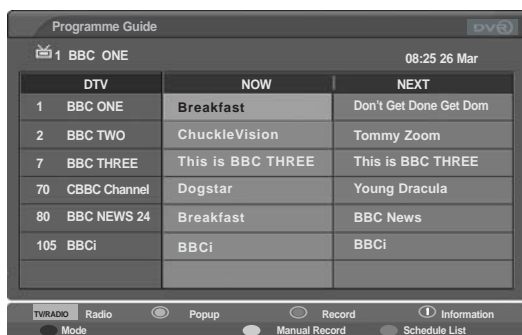 Programme Guide DVR
1 BBC ONE 08:25 26 Mar
DTV NOW NEXT
1 BBC ONE Breakfast Don't Get Done Get Dom
2 BBC TWO ChuckleVision Tommy Zoom
7 BBC THREE This is BBC THREE This is BBC THREE
70 CBBC Channel Dogstar Young Dracula
80 BBC NEWS 24 Breakfast BBC News
105 BBCi BBCi BBCi
TV/RADIO Radio Popup Record Information
Mode Manual Record Schedule List